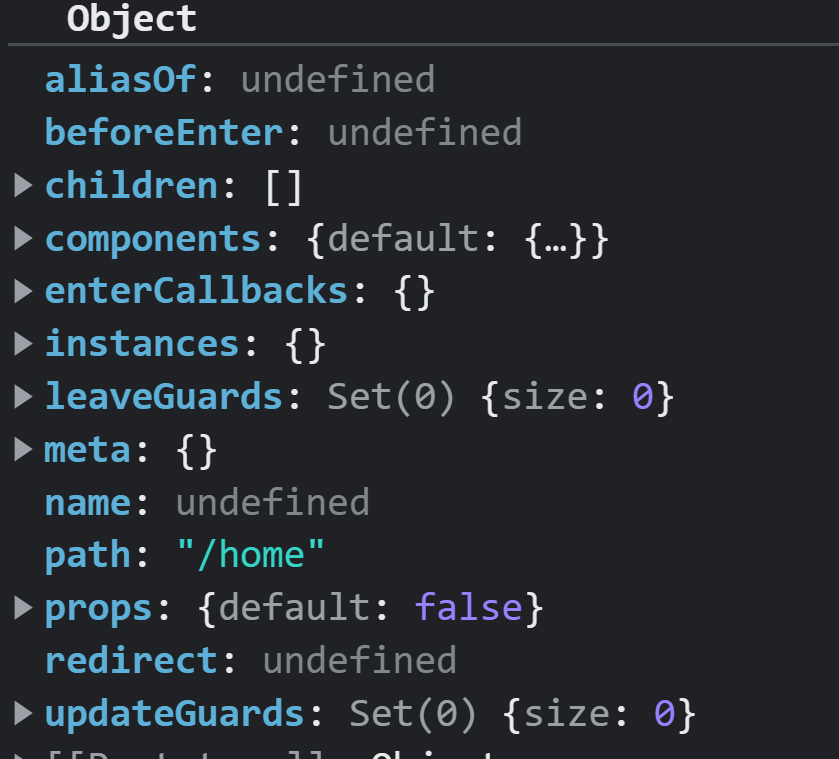 Object
aliasOf: undefined
beforeEnter: undefined
children: []
components: {default: {…}}
enterCallbacks: {}
instances: {}
leaveGuards: Set(0) {size: 0}
meta: {}
name: undefined
path: "/home"
props: {default: false}
redirect: undefined
updateGuards: Set(0) {size: 0}